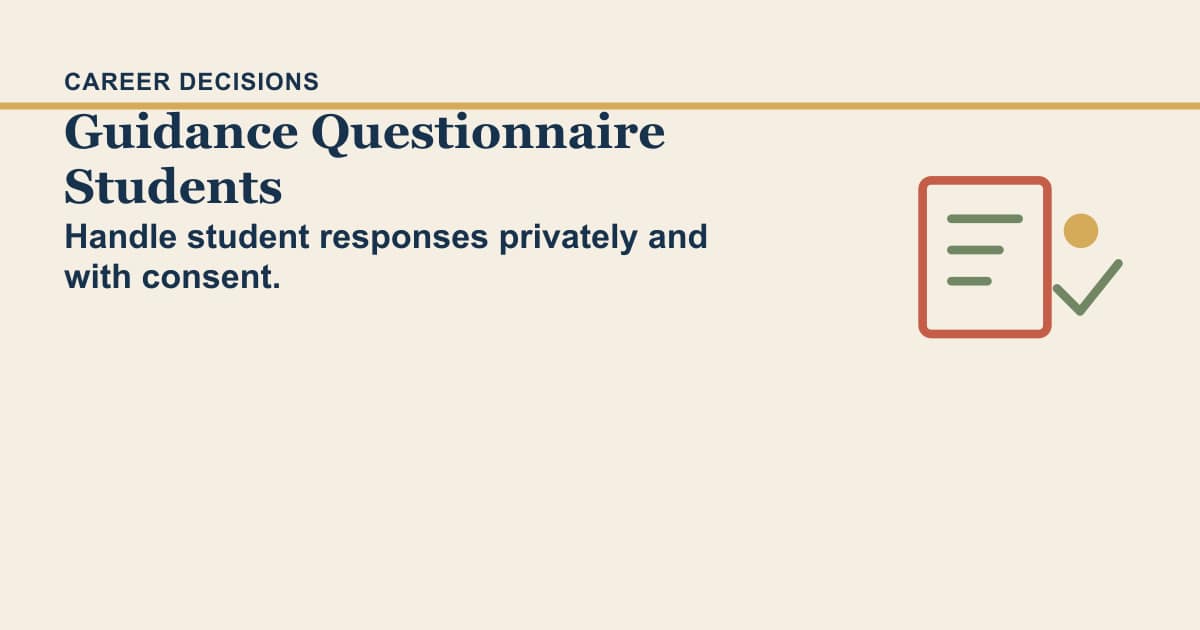 CAREER DECISIONS
Guidance Questionnaire
Students
Handle student responses privately and
with consent.